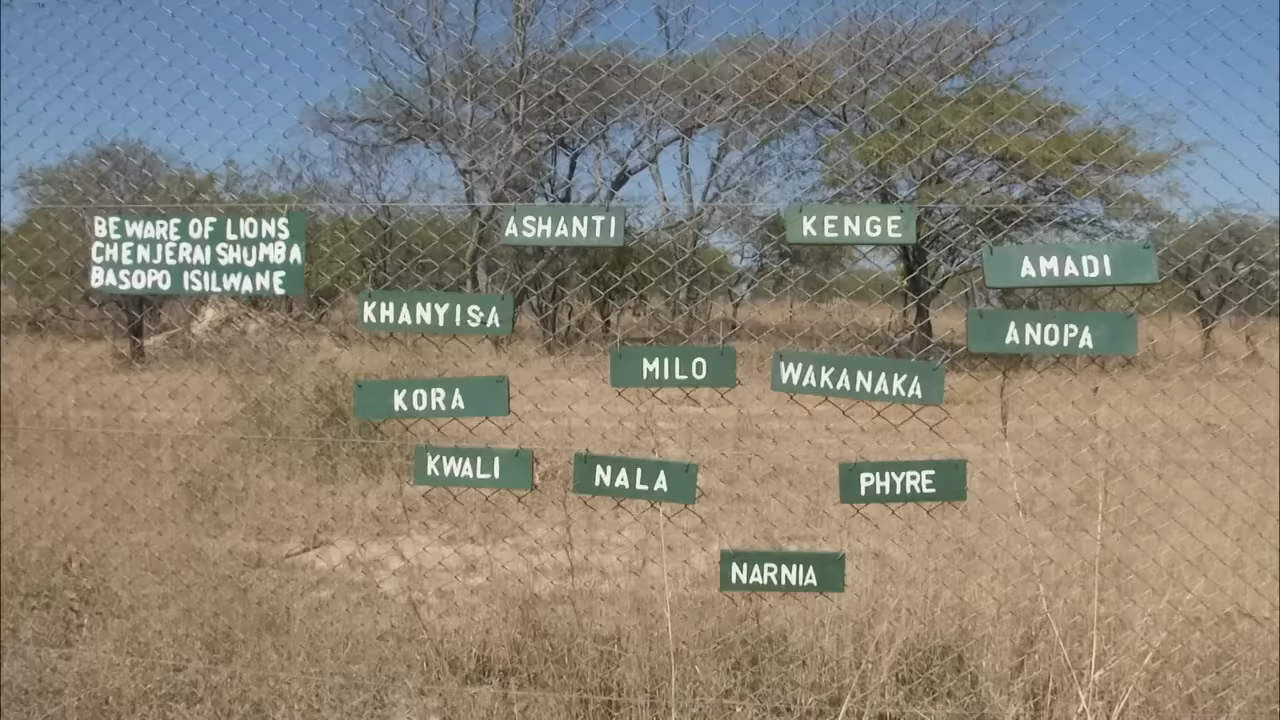 BEWARE OF LIONS
CHENJERAI SHUMBA
BASOPO ISILWANE
ASHANTI
KENGE
AMADI
KHANYISA
ANOPA
MILO
WAKANAKA
KORA
KWALI
NALA
PHYRE
NARNIA